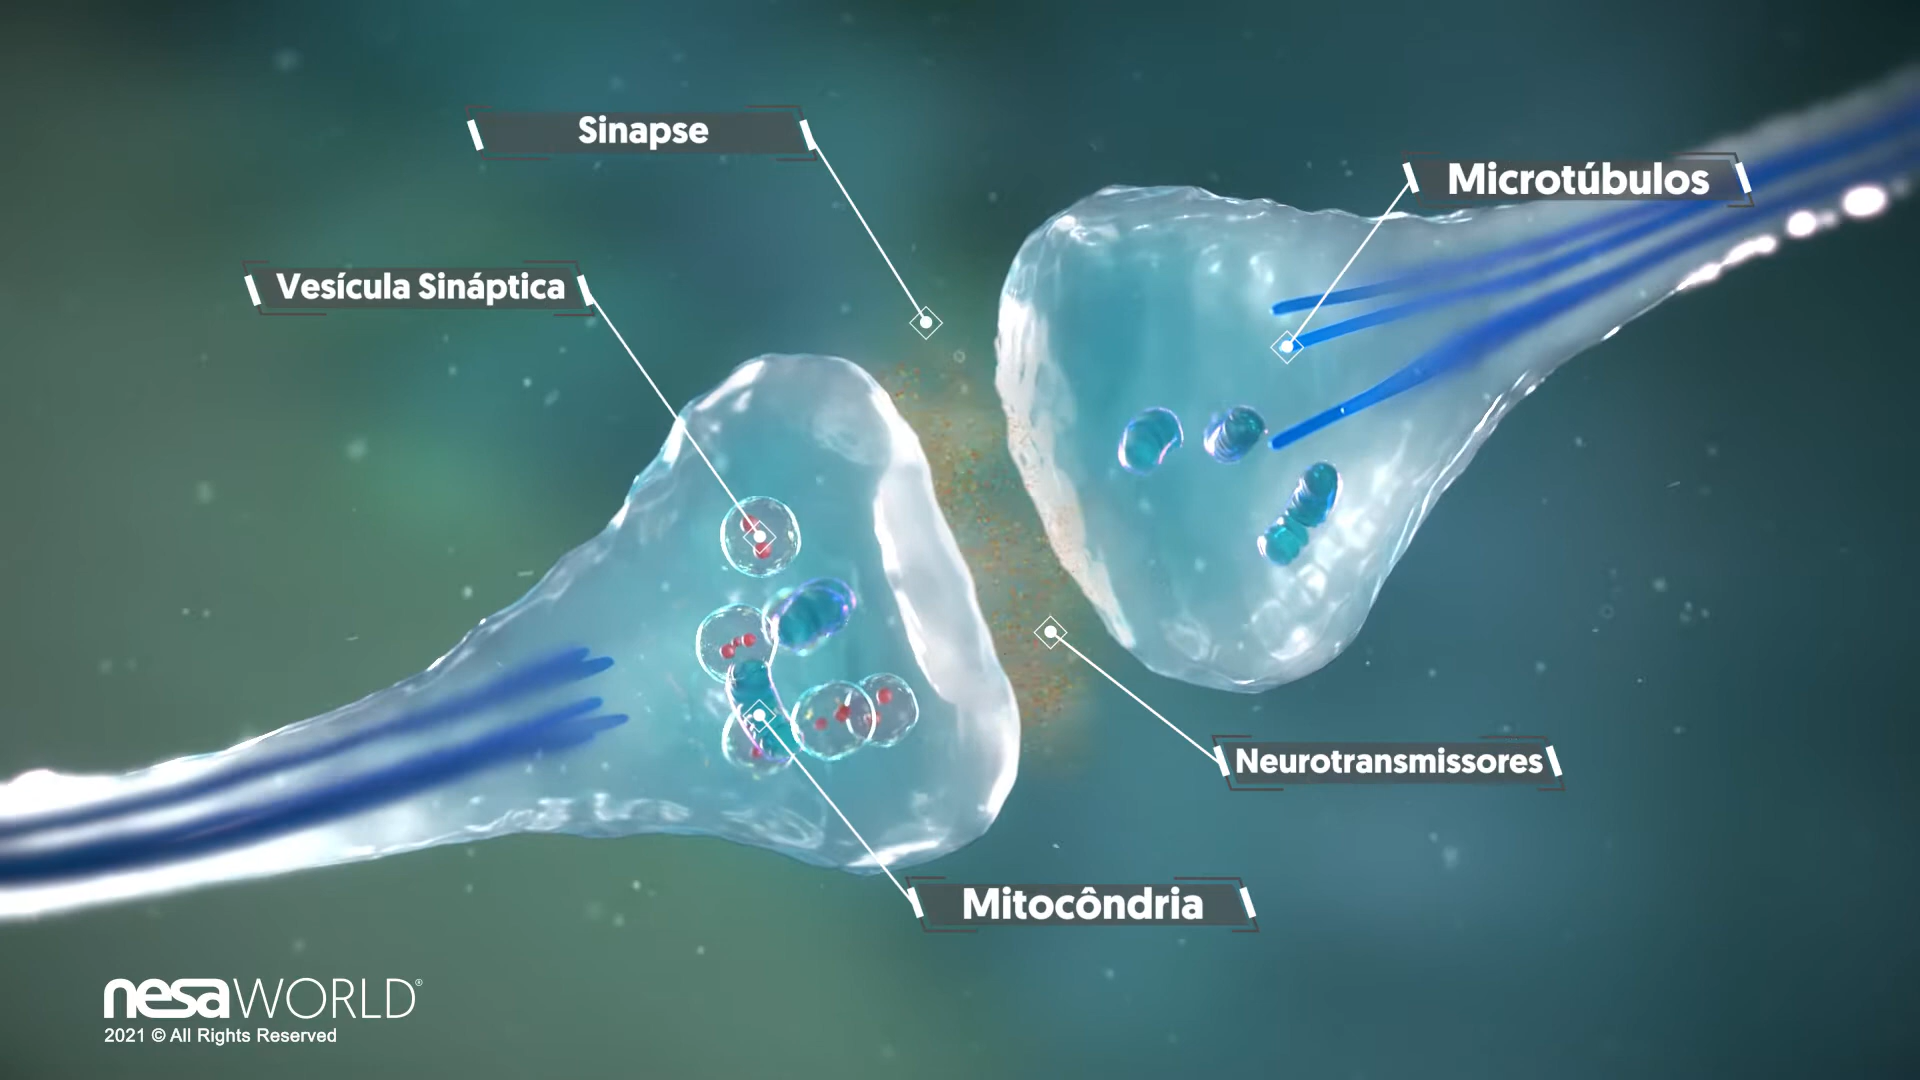 Sinapse
Microtúbulos
Vesícula Sináptica
Neurotransmissores
Mitocôndria
nesaWORLD®
2021 © All Rights Reserved